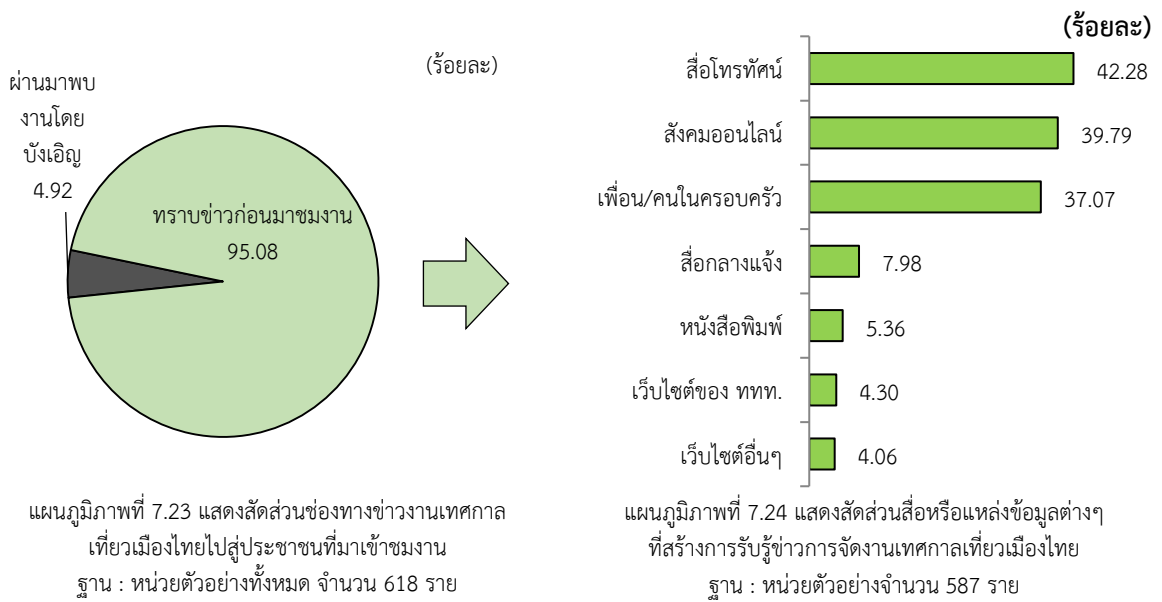 (ร้อยละ)
ผ่านมาพบ
งานโดย
บังเอิญ
4.92
ทราบข่าวก่อนมาชมงาน
95.08
แผนภูมิภาพที่ 7.23 แสดงสัดส่วนช่องทางข่าวงานเทศกาล
เที่ยวเมืองไทยไปสู่ประชาชนที่มาเข้าชมงาน
ฐาน : หน่วยตัวอย่างทั้งหมด จำนวน 618 ราย
(ร้อยละ)
สื่อโทรทัศน์ 42.28
สังคมออนไลน์ 39.79
เพื่อน/คนในครอบครัว 37.07
สื่อกลางแจ้ง 7.98
หนังสือพิมพ์ 5.36
เว็บไซต์ของ ททท. 4.30
เว็บไซต์อื่นๆ 4.06
แผนภูมิภาพที่ 7.24 แสดงสัดส่วนสื่อหรือแหล่งข้อมูลต่างๆ
ที่สร้างการรับรู้ข่าวการจัดงานเทศกาลเที่ยวเมืองไทย
ฐาน : หน่วยตัวอย่างจำนวน 587 ราย